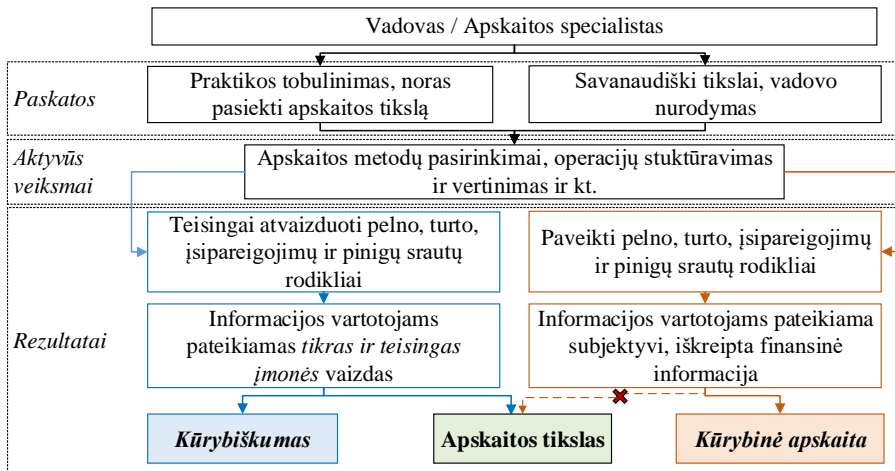 Vadovas / Apskaitos specialistas
Paskatos
Praktikos tobulinimas, noras
pasiekti apskaitos tikslą
Savanaudiški tikslai, vadovo
nurodymas
Aktyvūs
veiksmai
Apskaitos metodų pasirinkimai, operacijų stuktūravimas
ir vertinimas ir kt.
Rezultatai
Teisingai atvaizduoti pelno, turto,
įsipareigojimų ir pinigų srautų
rodikliai
Paveikti pelno, turto, įsipareigojimų
ir pinigų srautų rodikliai
Informacijos vartotojams
pateikiamas tikras ir teisingas
įmonės vaizdas
Informacijos vartotojams pateikiama
subjektyvi, iškreipta finansinė
informacija
Kūrybiškumas
Apskaitos tikslas
Kūrybinė apskaita